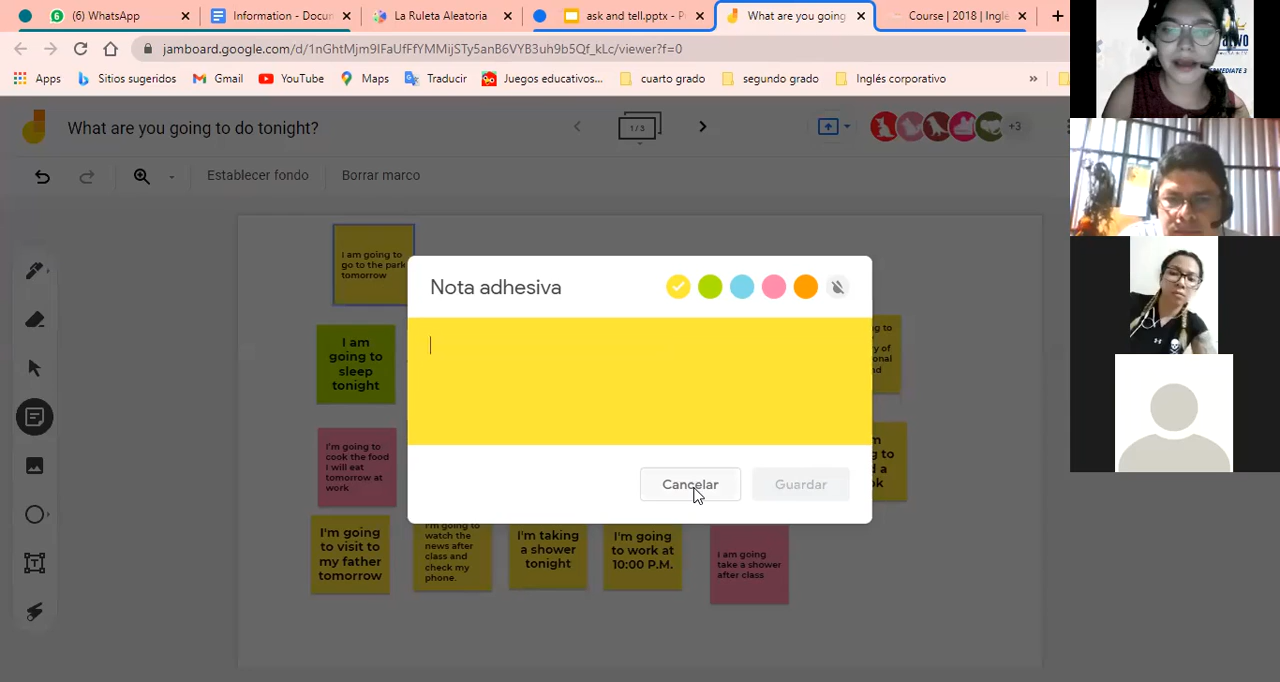 (6) WhatsApp
Information - Docun
La Ruleta Aleatoria
ask and tell.pptx - P
What are you going
Course | 2018 | Ingle
jamboard.google.com/d/1nGhtMjm9IFaUfFfYMMijSTy5anB6VYB3uh9b5Qf_kLc/viewer?f=0
Apps
Sitios sugeridos
Gmail
YouTube
Maps
Traducir
Juegos educativos...
cuarto grado
segundo grado
Inglés corporativo
»
What are you going to do tonight?
1/3
+3
Establecer fondo
Borrar marco
I am going to
go to the park
tomorrow
Nota adhesiva
I am
going to
sleep
tonight
I'm going to
cook the food
I will eat
tomorrow at
work
Cancelar
Guardar
I'm going
to visit to
my father
tomorrow
I'm going to
watch the
news after
class and
check my
phone.
I'm taking
a shower
tonight
I'm going
to work at
10:00 P.M.
I am going
take a shower
after class